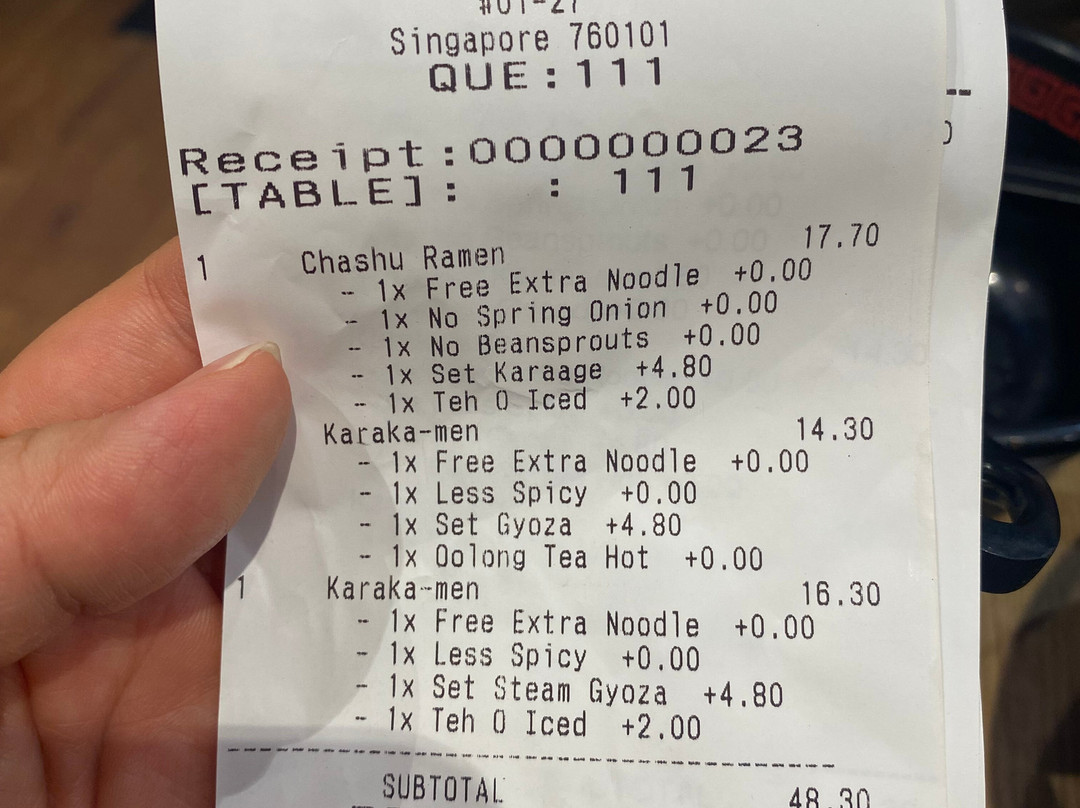 #01-27
Singapore 760101
QUE:111
Receipt:0000000023
[TABLE]: : 111
1 Chashu Ramen 17.70
- 1x Free Extra Noodle +0.00
- 1x No Spring Onion +0.00
- 1x No Beansprouts +0.00
- 1x Set Karaage +4.80
- 1x Teh O Iced +2.00
Karaka-men 14.30
- 1x Free Extra Noodle +0.00
- 1x Less Spicy +0.00
- 1x Set Gyoza +4.80
- 1x Oolong Tea Hot +0.00
1 Karaka-men 16.30
- 1x Free Extra Noodle +0.00
- 1x Less Spicy +0.00
- 1x Set Steam Gyoza +4.80
- 1x Teh O Iced +2.00
SUBTOTAL 48.30